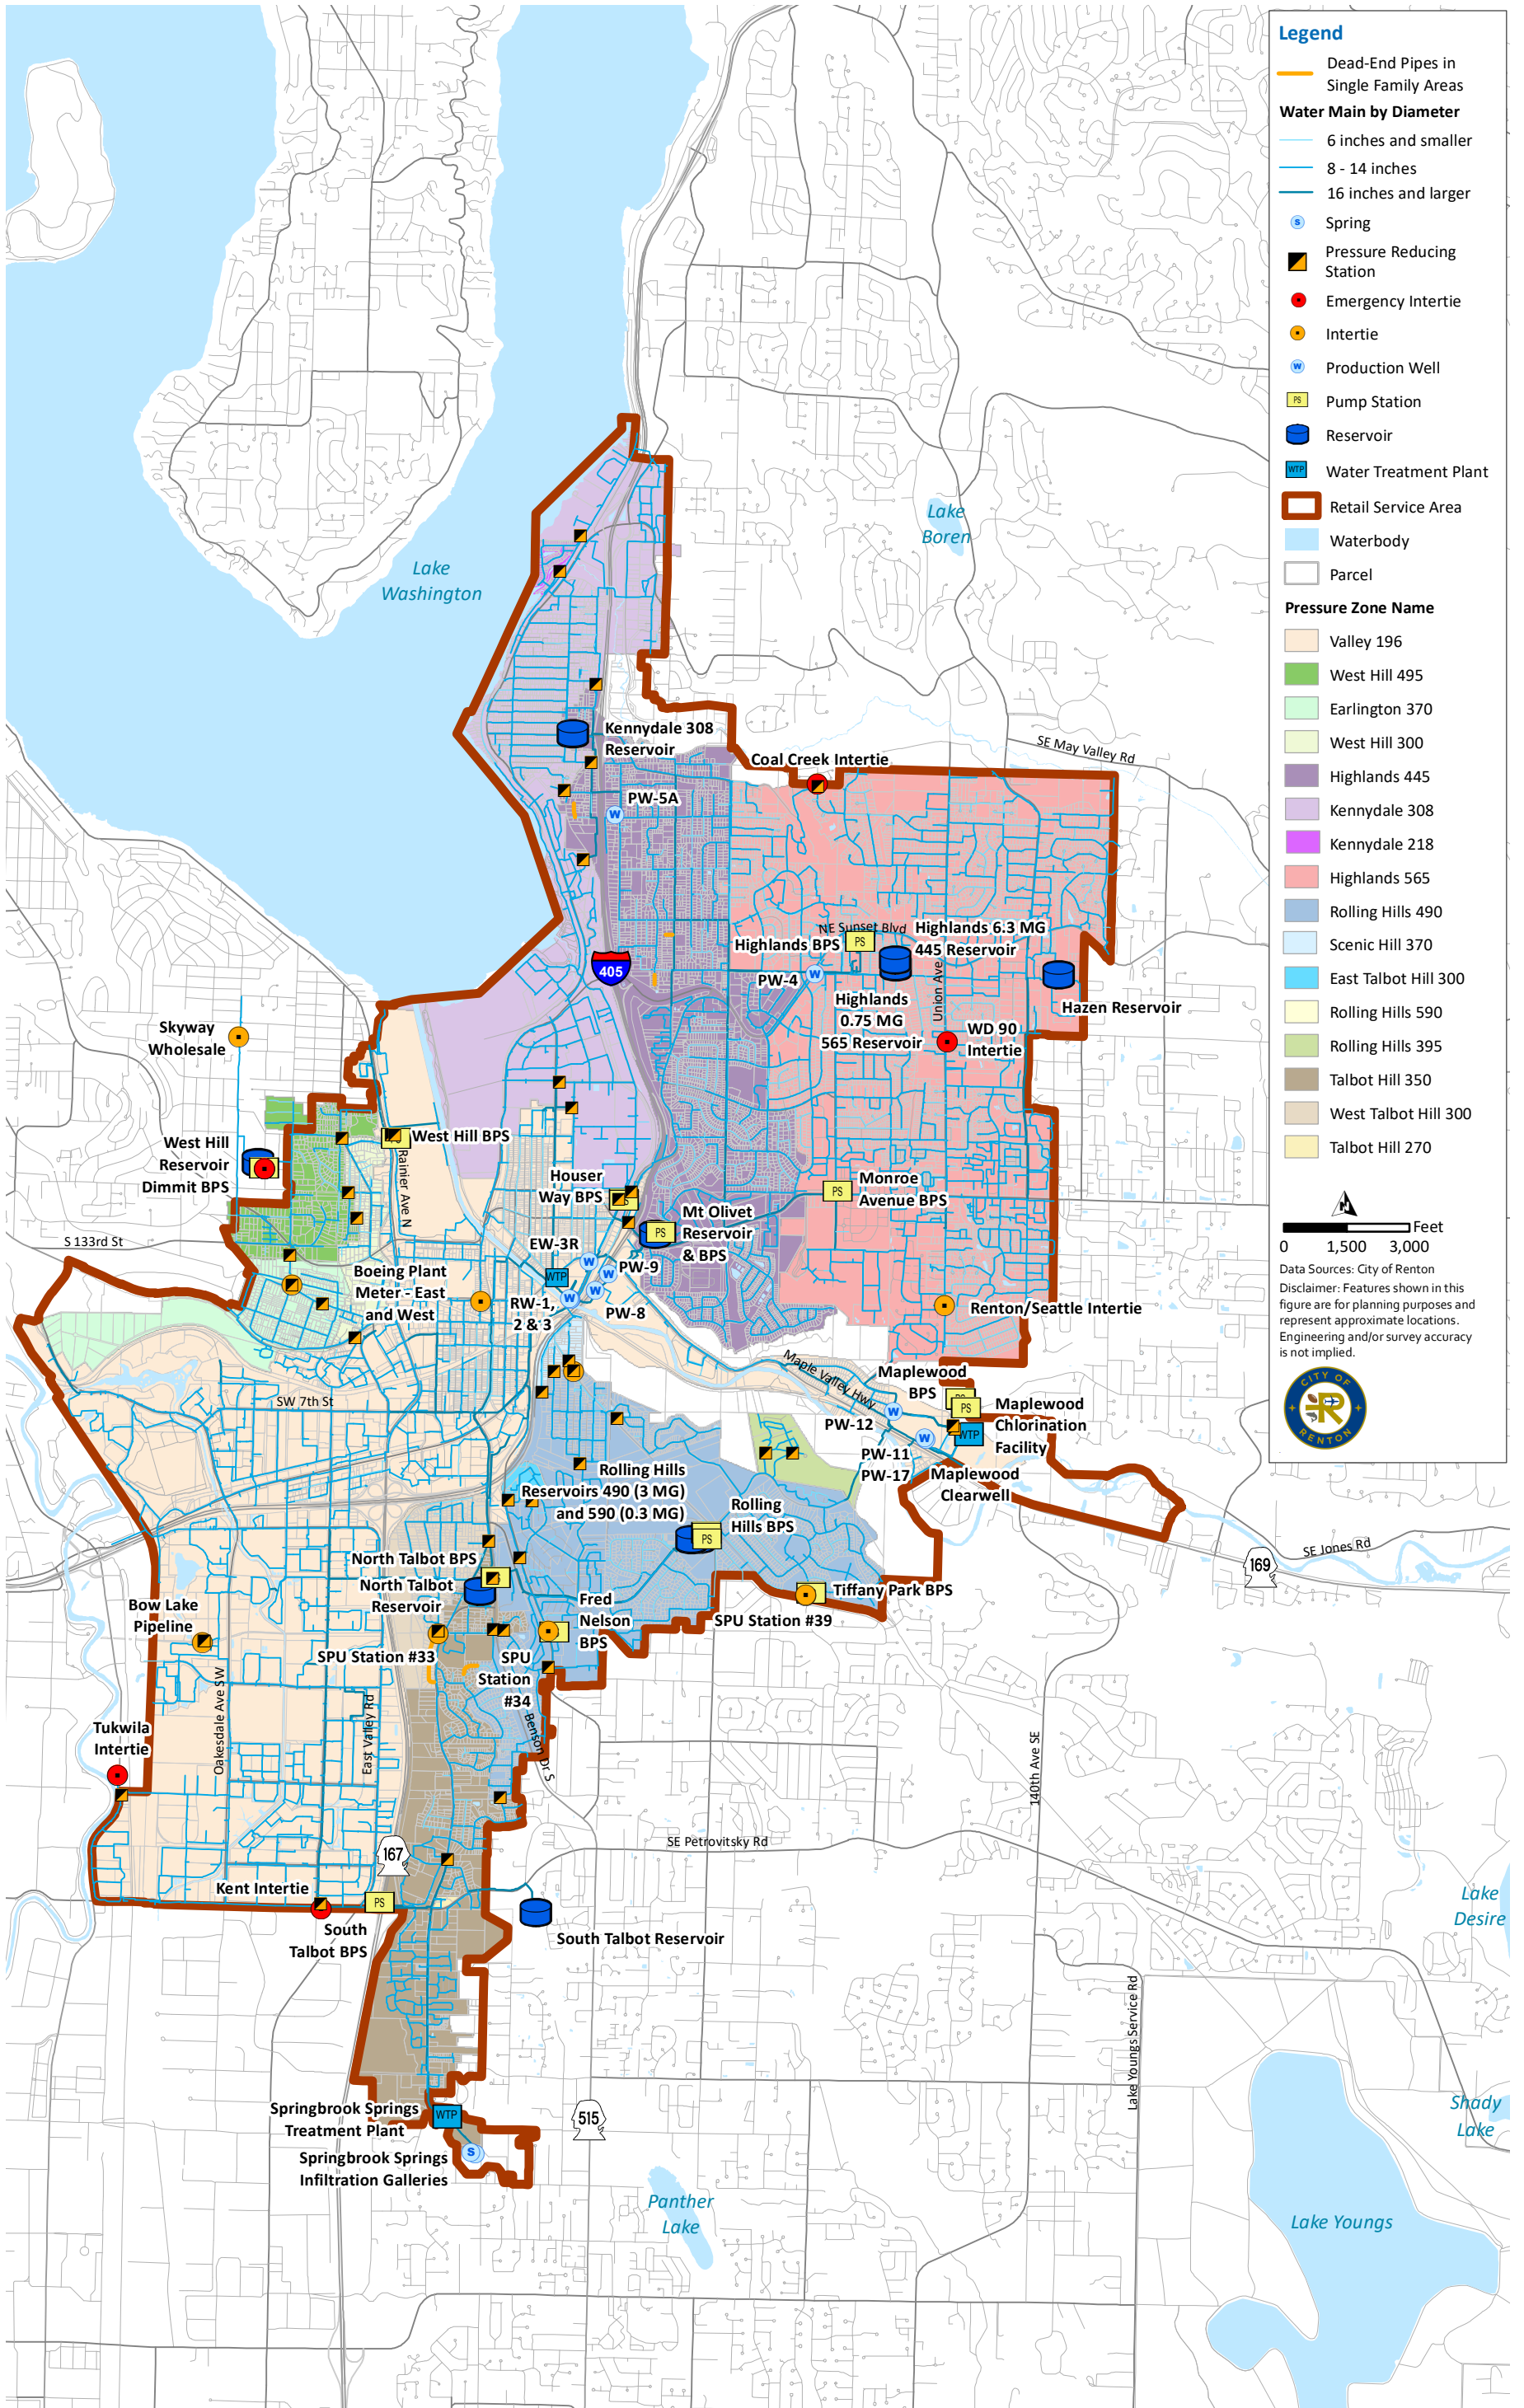 Legend
Dead-End Pipes in
Single Family Areas
Water Main by Diameter
6 inches and smaller
8 - 14 inches
16 inches and larger
S
Spring
Pressure Reducing
Station
Emergency Intertie
Intertie
W
Production Well
PS
Pump Station
Reservoir
WTP
Water Treatment Plant
Retail Service Area
Waterbody
Parcel
Pressure Zone Name
Valley 196
West Hill 495
Earlington 370
West Hill 300
Highlands 445
Kennydale 308
Kennydale 218
Highlands 565
Rolling Hills 490
Scenic Hill 370
East Talbot Hill 300
Rolling Hills 590
Rolling Hills 395
Talbot Hill 350
West Talbot Hill 300
Talbot Hill 270
N
Feet
0 1,500 3,000
Data Sources: City of Renton
Disclaimer: Features shown in this
figure are for planning purposes and
represent approximate locations.
Engineering and/or survey accuracy
is not implied.
CITY OF
R
RENTON
Lake
Boren
Lake
Washington
Kennydale 308
Reservoir
SE May Valley Rd
Coal Creek Intertie
PW-5A
W
NE Sunset Blvd
Highlands 6.3 MG
445 Reservoir
Highlands BPS
PS
405
PW-4
W
Union Ave
Highlands
0.75 MG
565 Reservoir
Hazen Reservoir
WD 90
Intertie
Skyway
Wholesale
West Hill
Reservoir
Dimmit BPS
West Hill BPS
Rainier Ave N
Houser
Way BPS
Monroe
Avenue BPS
PS
Mt Olivet
Reservoir
& BPS
PS
S 133rd St
EW-3R
W
WTP
PW-9
W
Boeing Plant
Meter - East
and West
RW-1,
2 & 3
W
PW-8
W
Renton/Seattle Intertie
Maple Valley Hwy
Maplewood
BPS
PS
SW 7th St
PW-12
W
Maplewood
Chlorination
Facility
WTP
PW-11
W
PW-17
Maplewood
Clearwell
Rolling Hills
Reservoirs 490 (3 MG)
and 590 (0.3 MG)
Rolling
Hills BPS
PS
SE Jones Rd
169
North Talbot BPS
North Talbot
Reservoir
Tiffany Park BPS
Fred
Nelson
BPS
Bow Lake
Pipeline
SPU Station #39
SPU Station #33
SPU
Station
#34
Oakesdale Ave SW
East Valley Rd
Benson Dr S
Tukwila
Intertie
140th Ave SE
SE Petrovitsky Rd
167
Kent Intertie
PS
South
Talbot BPS
South Talbot Reservoir
Lake
Desire
Lake Youngs Service Rd
Springbrook Springs
Treatment Plant
WTP
515
Shady
Lake
Springbrook Springs
Infiltration Galleries
S
Panther
Lake
Lake Youngs